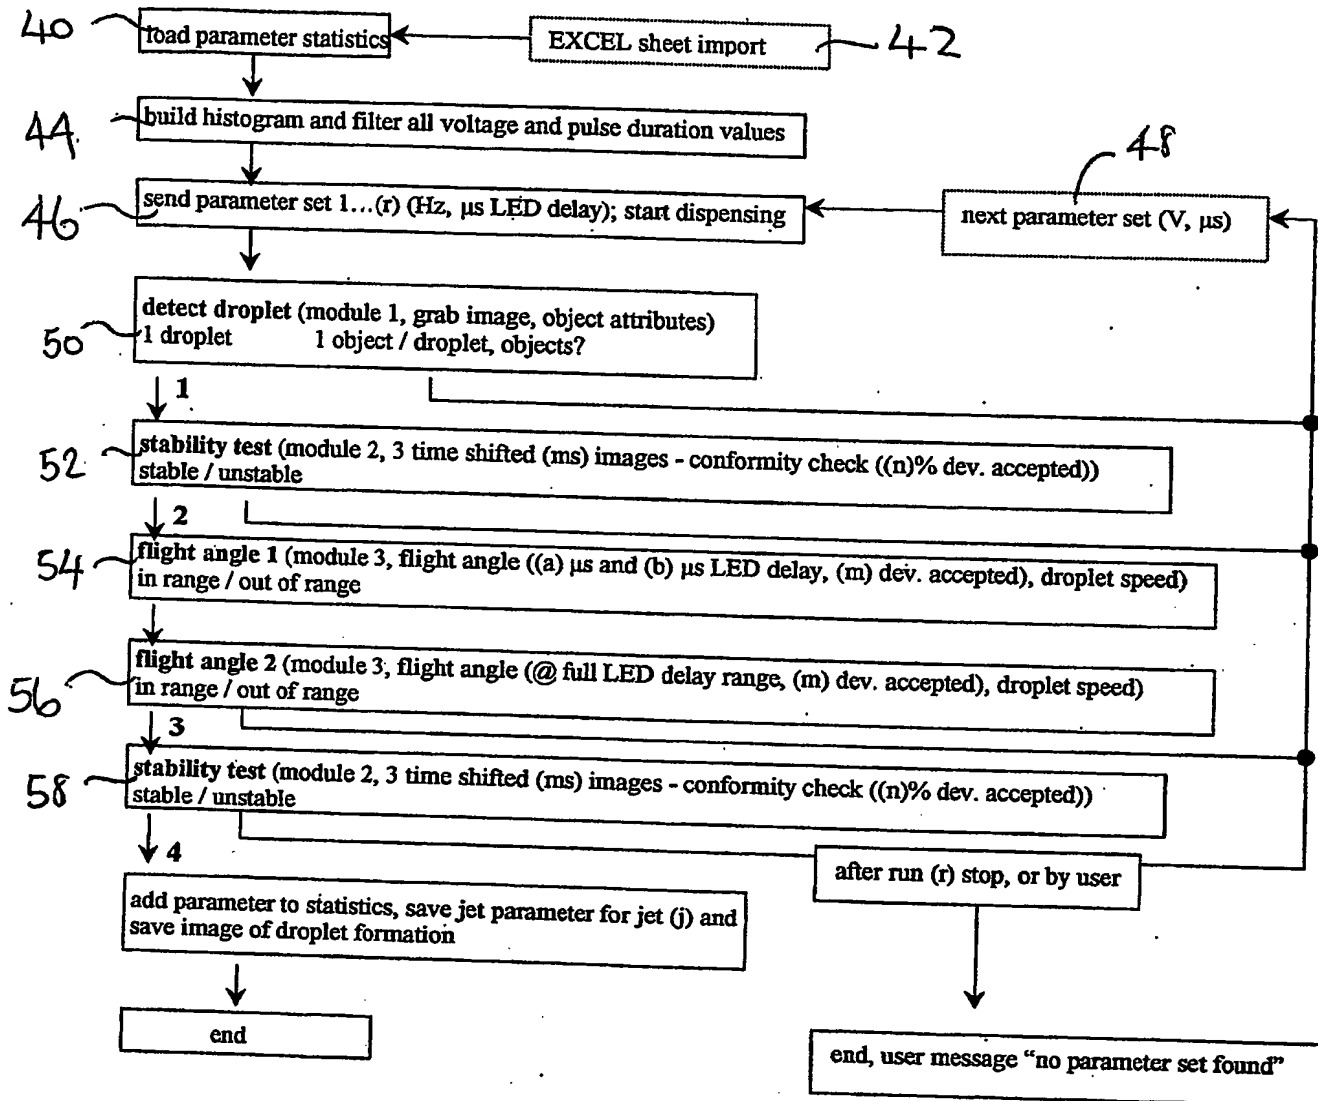 40
load parameter statistics
EXCEL sheet import
42
44
build histogram and filter all voltage and pulse duration values
48
46
send parameter set 1...(r) (Hz, µs LED delay); start dispensing
next parameter set (V, µs)
50
detect droplet (module 1, grab image, object attributes)
1 droplet 1 object / droplet, objects?
1
52
stability test (module 2, 3 time shifted (ms) images - conformity check ((n)% dev. accepted))
stable / unstable
2
54
flight angle 1 (module 3, flight angle ((a) µs and (b) µs LED delay, (m) dev. accepted), droplet speed)
in range / out of range
56
flight angle 2 (module 3, flight angle (@ full LED delay range, (m) dev. accepted), droplet speed)
in range / out of range
3
58
stability test (module 2, 3 time shifted (ms) images - conformity check ((n)% dev. accepted))
stable / unstable
4
after run (r) stop, or by user
add parameter to statistics, save jet parameter for jet (j) and
save image of droplet formation
end
end, user message “no parameter set found”